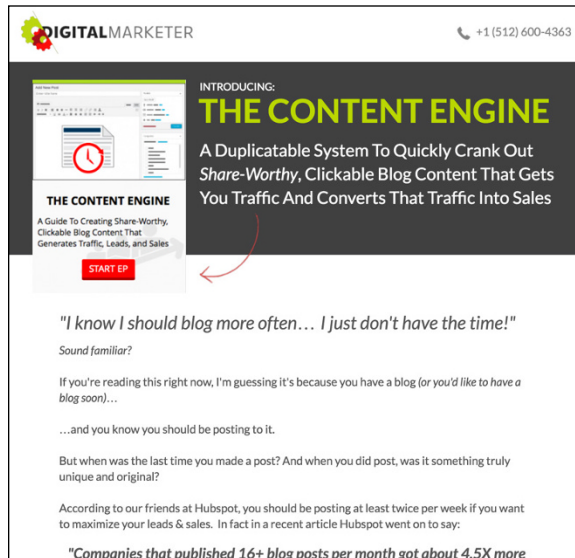 DIGITALMARKETER
+1 (512) 600-4363
INTRODUCING:
THE CONTENT ENGINE
A Duplicatable System To Quickly Crank Out
Share-Worthy, Clickable Blog Content That Gets
You Traffic And Converts That Traffic Into Sales
Add New Post
THE CONTENT ENGINE
A Guide To Creating Share-Worthy,
Clickable Blog Content That
Generates Traffic, Leads, and Sales
START EP
"I know I should blog more often... I just don't have the time!"
Sound familiar?
If you're reading this right now, I'm guessing it's because you have a blog (or you'd like to have a
blog soon)...
...and you know you should be posting to it.
But when was the last time you made a post? And when you did post, was it something truly
unique and original?
According to our friends at Hubspot, you should be posting at least twice per week if you want
to maximize your leads & sales. In fact in a recent article Hubspot went on to say:
"Companies that published 16+ blog posts per month got about 4.5X more